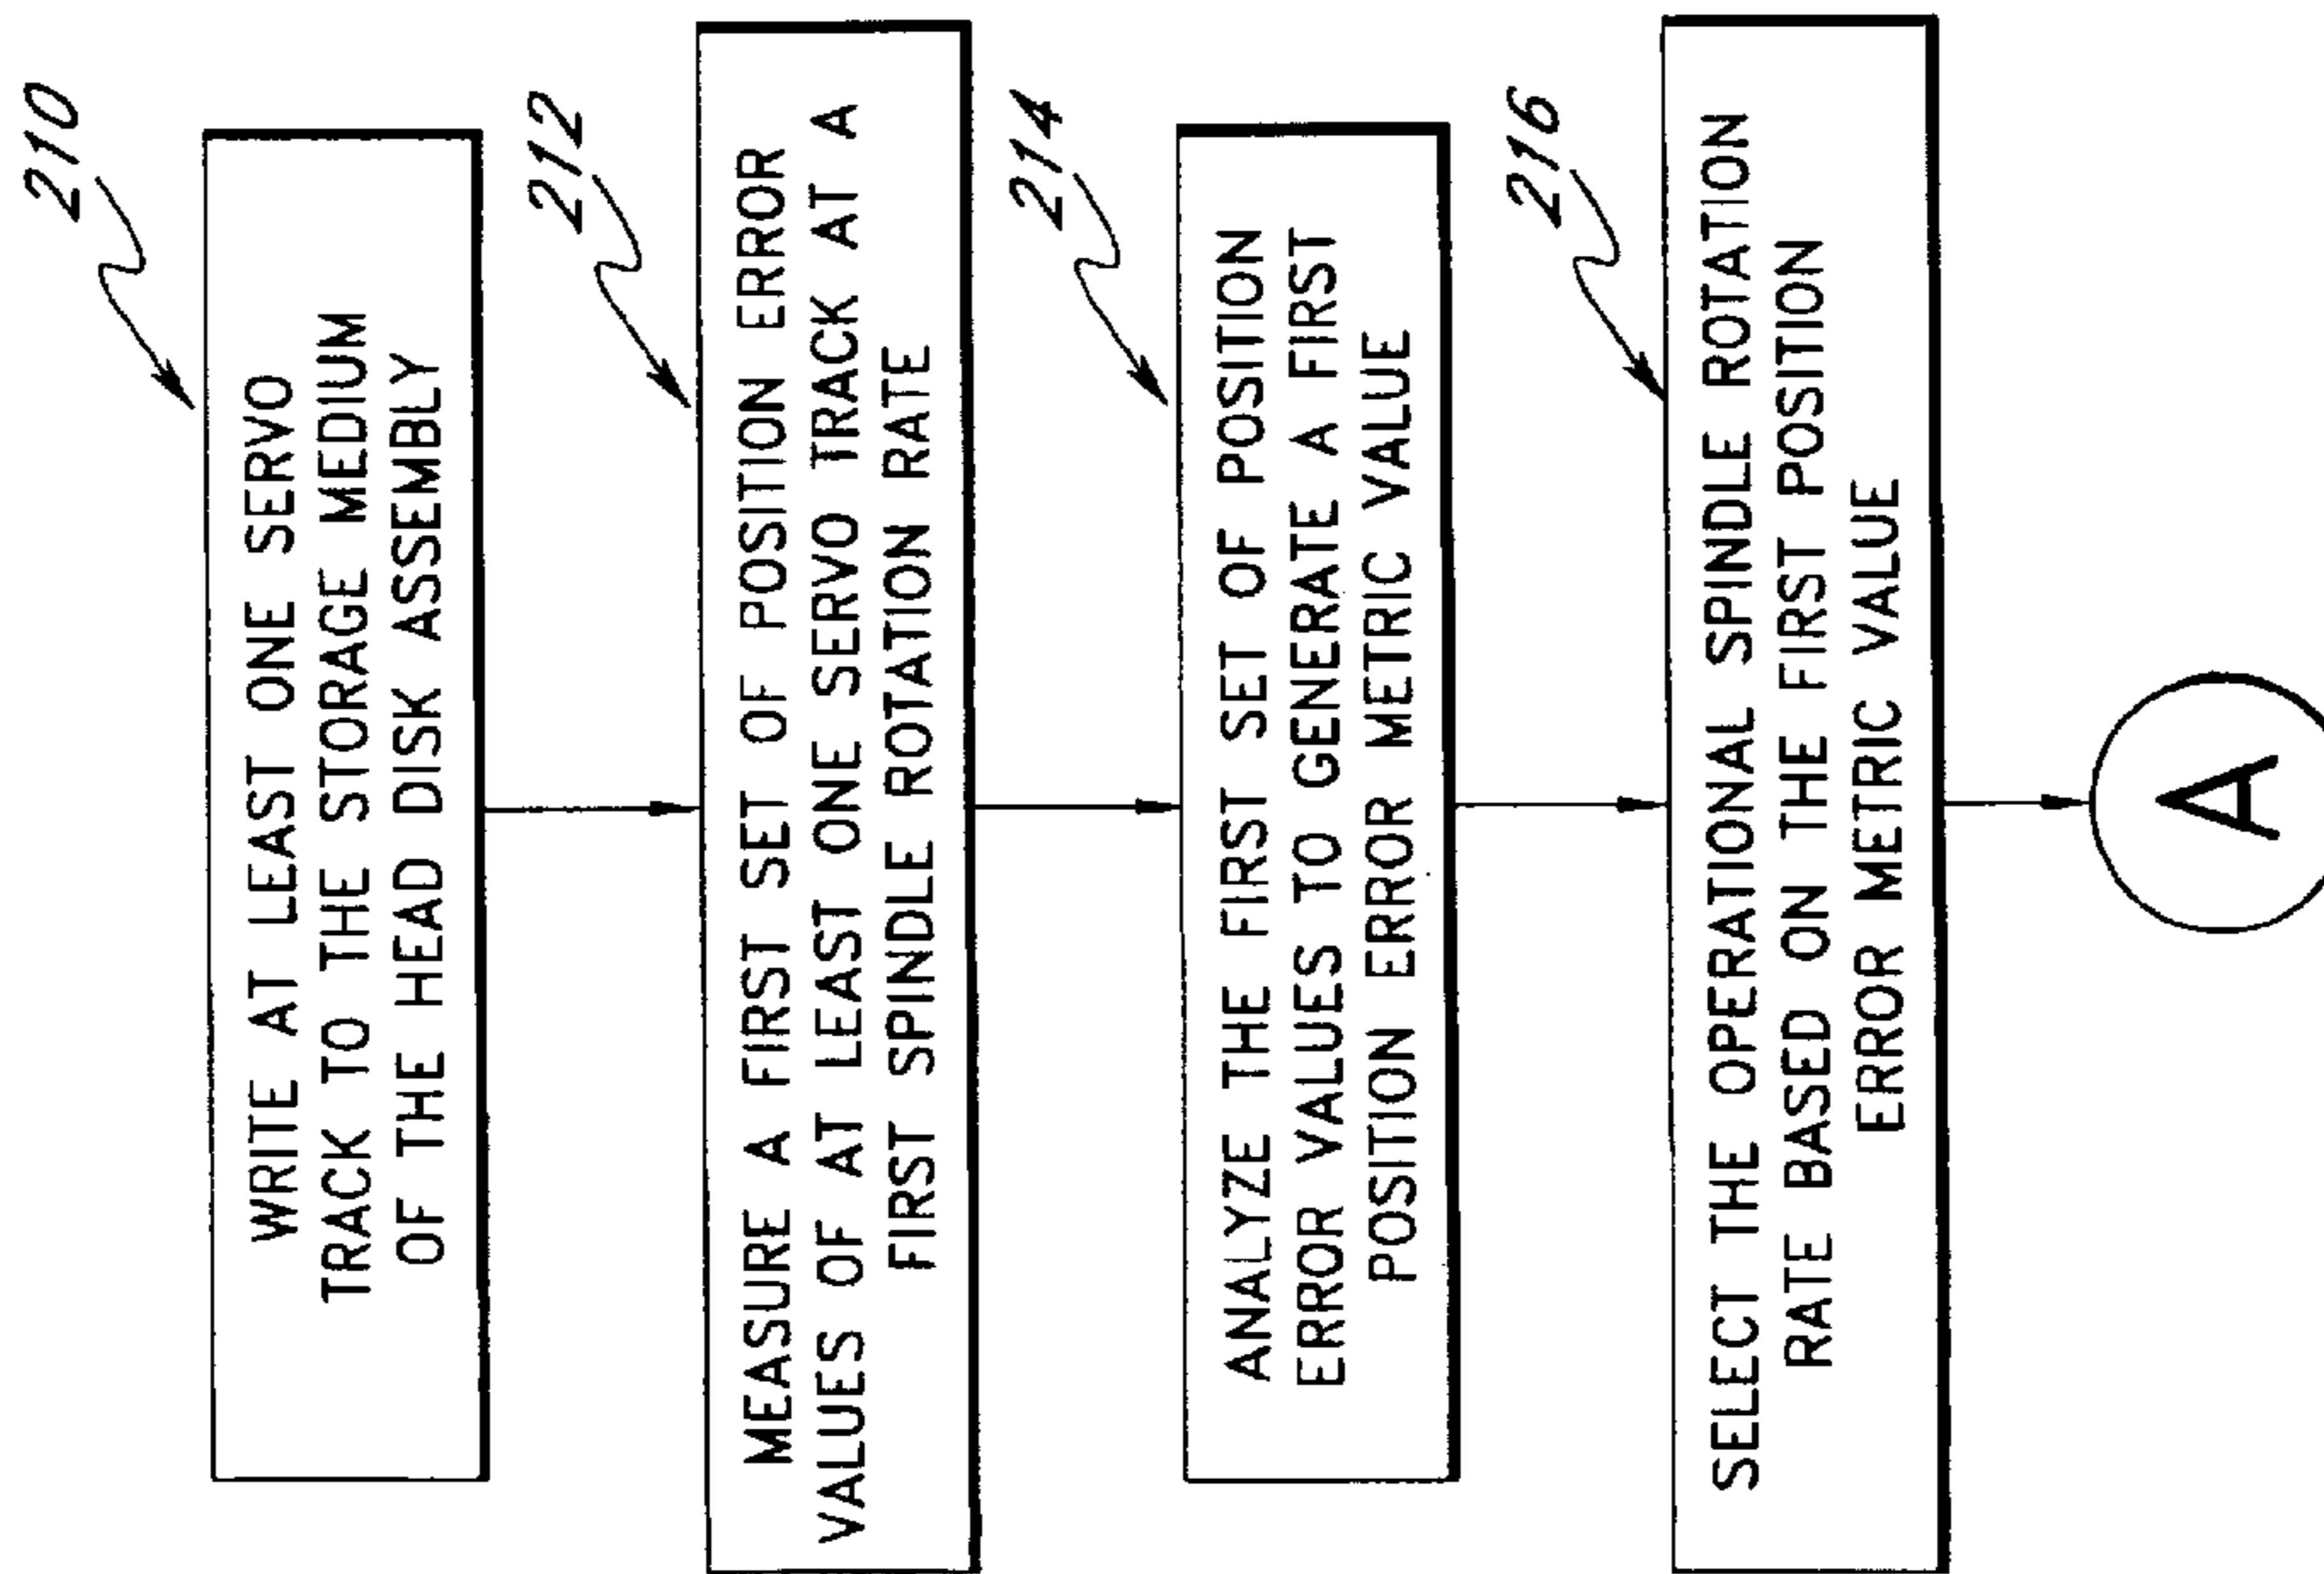 210
WRITE AT LEAST ONE SERVO
TRACK TO THE STORAGE MEDIUM
OF THE HEAD DISK ASSEMBLY
212
MEASURE A FIRST SET OF POSITION ERROR
VALUES OF AT LEAST ONE SERVO TRACK AT A
FIRST SPINDLE ROTATION RATE
214
ANALYZE THE FIRST SET OF POSITION
ERROR VALUES TO GENERATE A FIRST
POSITION ERROR METRIC VALUE
216
SELECT THE OPERATIONAL SPINDLE ROTATION
RATE BASED ON THE FIRST POSITION
ERROR METRIC VALUE
A